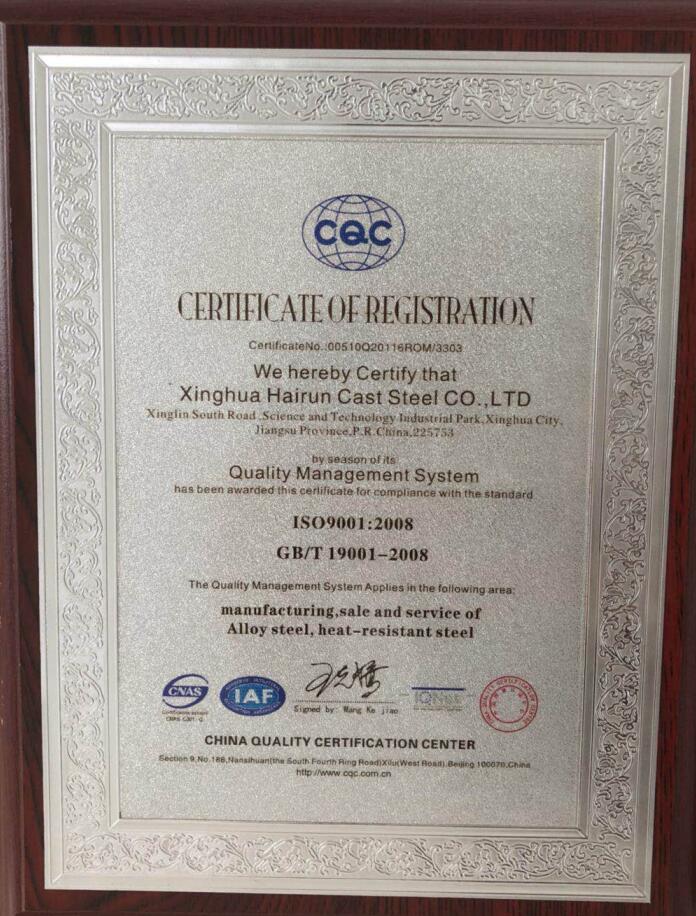 CQC
CERTIFICATE OF REGISTRATION
CertificateNo.:00510Q20116ROM/3303
We hereby Certify that
Xinghua Hairun Cast Steel CO.,LTD
Xinglin South Road ,Science and Technology Industrial Park,Xinghua City,
Jiangsu Province,P.R.China,225753
by season of its
Quality Management System
has been awarded this certificate for compliance with the standard
ISO9001:2008
GB/T 19001-2008
The Quality Management System Applies in the following area:
manufacturing,sale and service of
Alloy steel, heat-resistant steel
CNAS
IAF
IQNet
Signed by: Wang Ke jiao
CHINA QUALITY CERTIFICATION CENTER
Section 9,No.188,Nansihuan(the South Fourth Ring Road)Xilu(West Road),Beijing 100070,China
http://www.cqc.com.cn